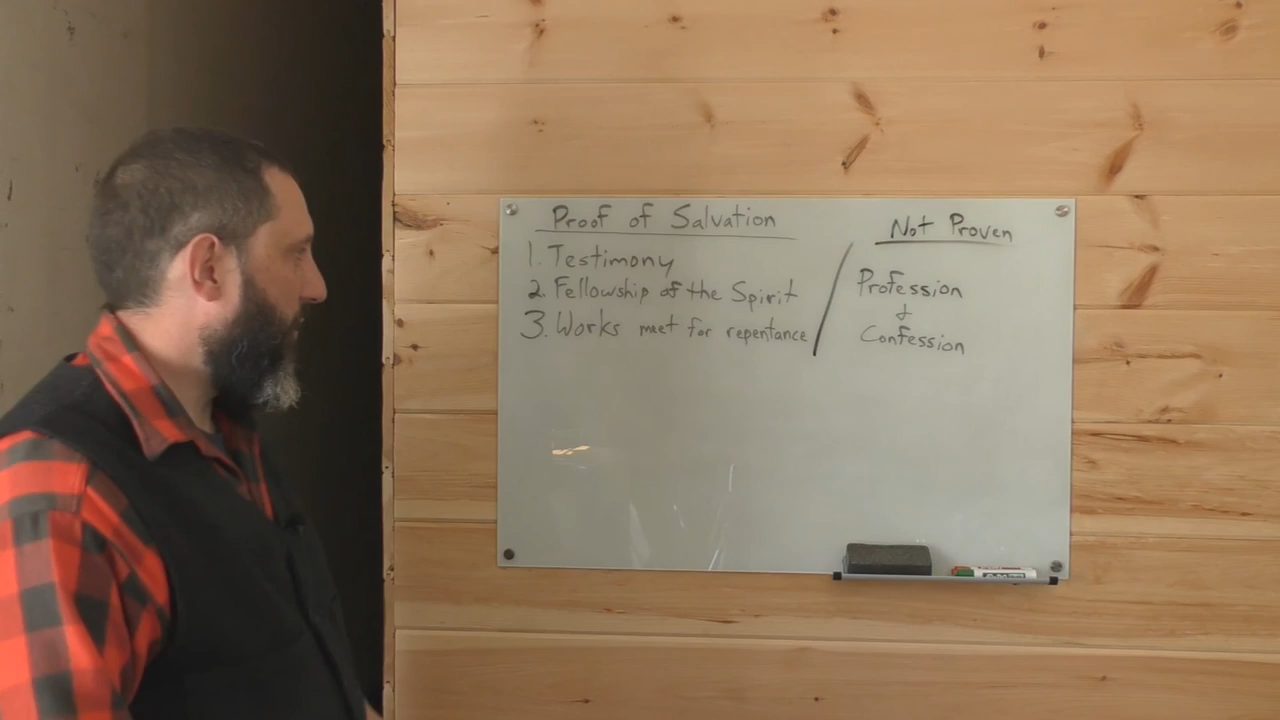 Proof of Salvation
1. Testimony
2. Fellowship of the Spirit
3. Works meet for repentance
Not Proven
Profession
&
Confession